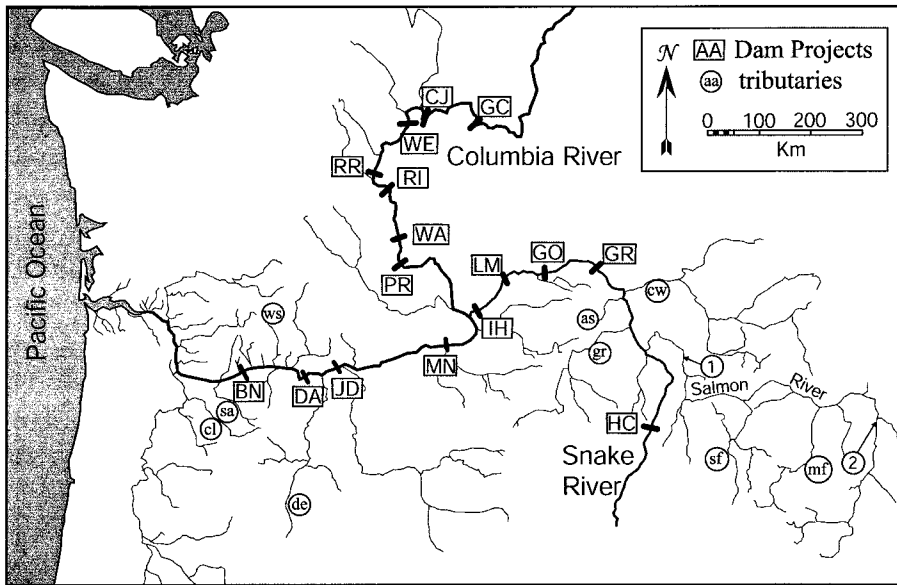 N
AA Dam Projects
aa tributaries
0 100 200 300
Km
CJ
GC
WE
Columbia River
RR
RI
WA
PR
LM
GO
GR
cw
IH
as
gr
MN
ws
BN
DA
JD
sa
cl
de
HC
1
Salmon River
sf
mf
2
Snake
River
Pacific Ocean